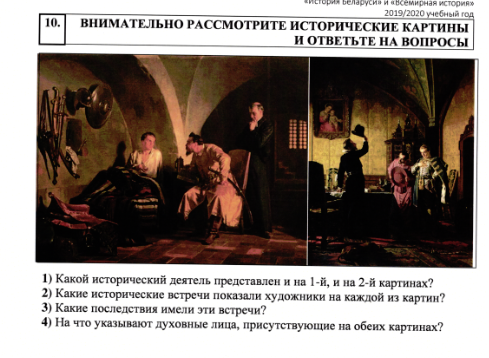 «История Беларуси» и «Всемирная история»
2019/2020 учебный год
10. ВНИМАТЕЛЬНО РАССМОТРИТЕ ИСТОРИЧЕСКИЕ КАРТИНЫ
И ОТВЕТЬТЕ НА ВОПРОСЫ
1) Какой исторический деятель представлен и на 1-й, и на 2-й картинах?
2) Какие исторические встречи показали художники на каждой из картин?
3) Какие последствия имели эти встречи?
4) На что указывают духовные лица, присутствующие на обеих картинах?